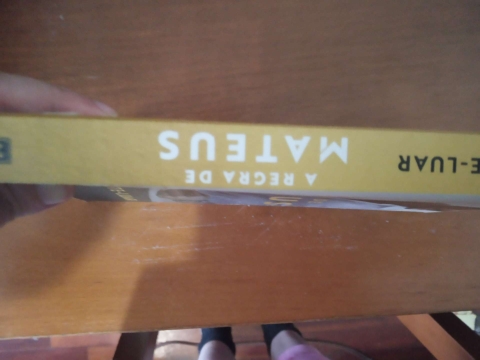 E-LUAR
A REGRA DE
MATEUS